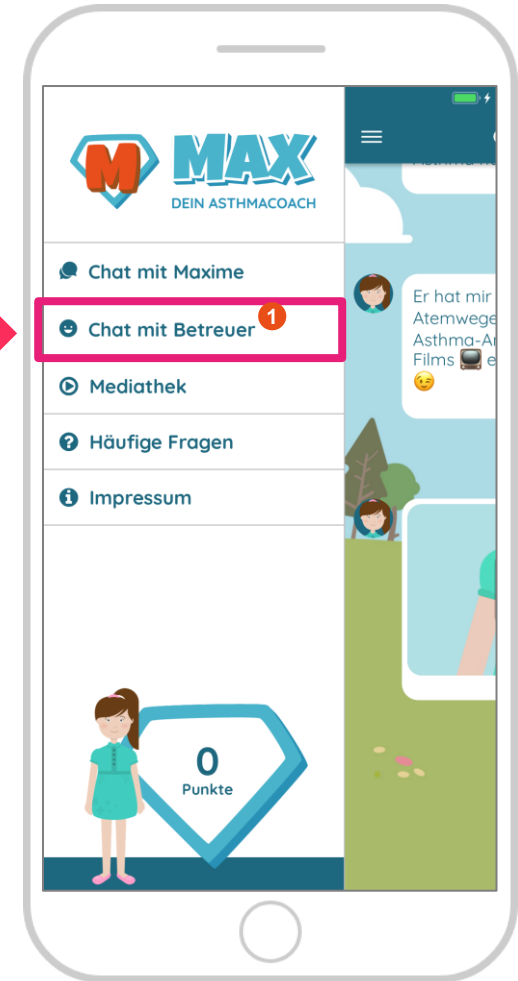 M MAX
DEIN ASTHMACOACH
Chat mit Maxime
Chat mit Betreuer 1
Mediathek
Häufige Fragen
Impressum
0
Punkte
Er hat mir
Atemwege
Films